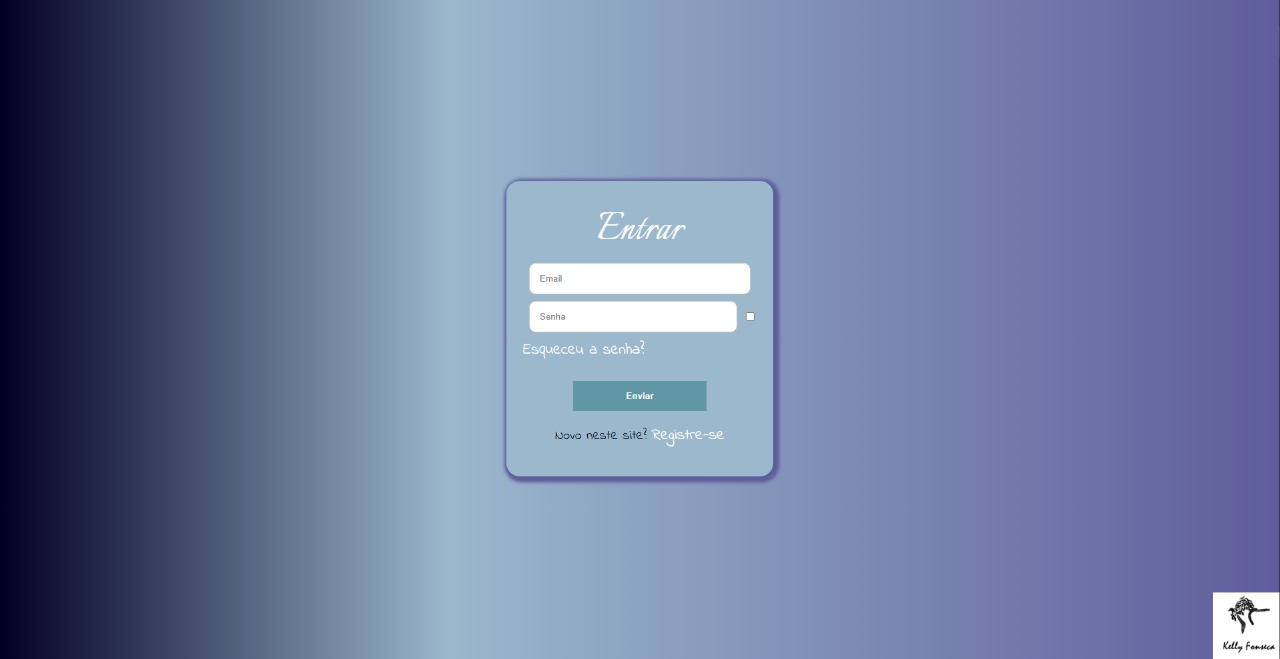 Entrar
Email
Senha
Esqueceu a senha?
Enviar
Novo neste site? Registre-se
Kelly Fonseca